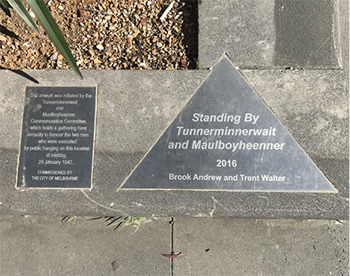 This artwork was initiated by the
Tunnerminnerwait
and
Maulboyheenner
Commemoration Committee,
which holds a gathering here
annually to honour the two men
who were executed
by public hanging on this location
at midday,
20 January 1842.
COMMISSIONED BY
THE CITY OF MELBOURNE
Standing By
Tunnerminnerwait
and Maulboyheenner
2016
Brook Andrew and Trent Walter